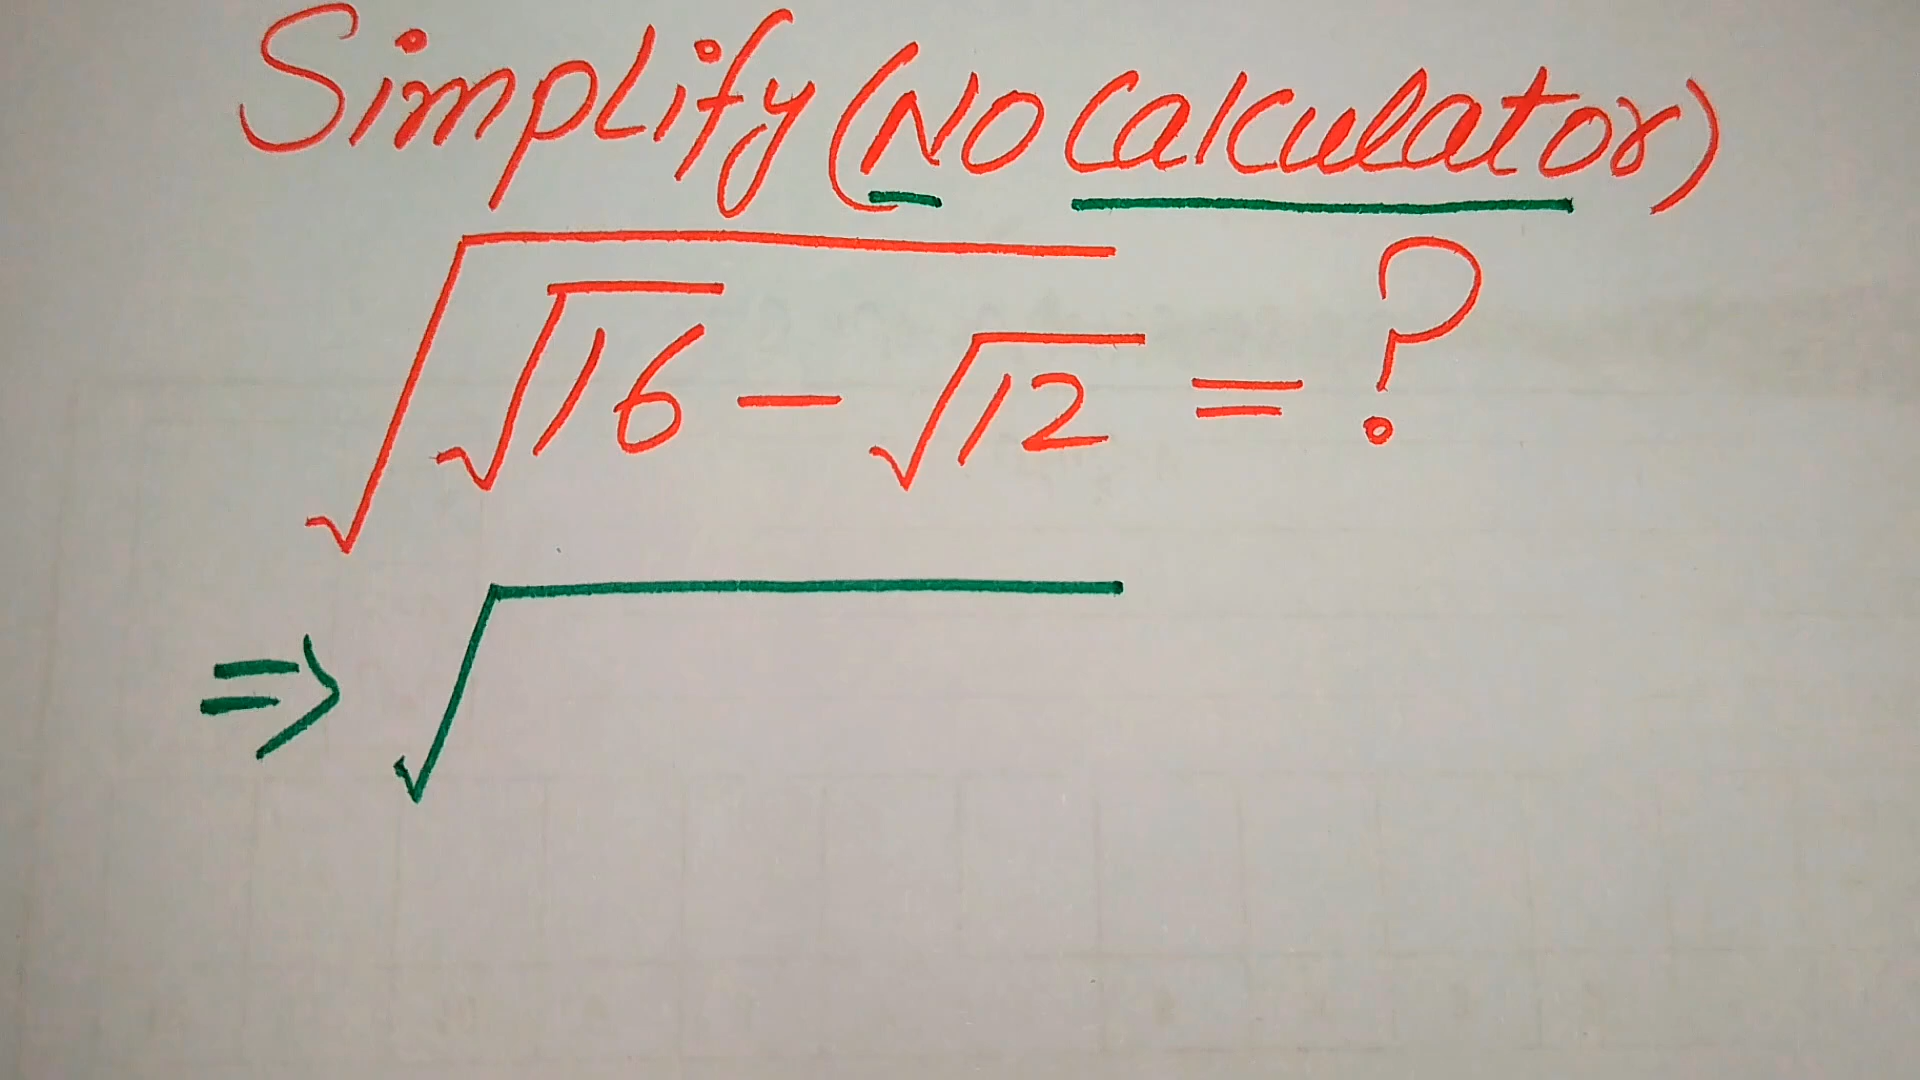 Simplify (No Calculator)
√(√16 - √12) = ?
⇒ √